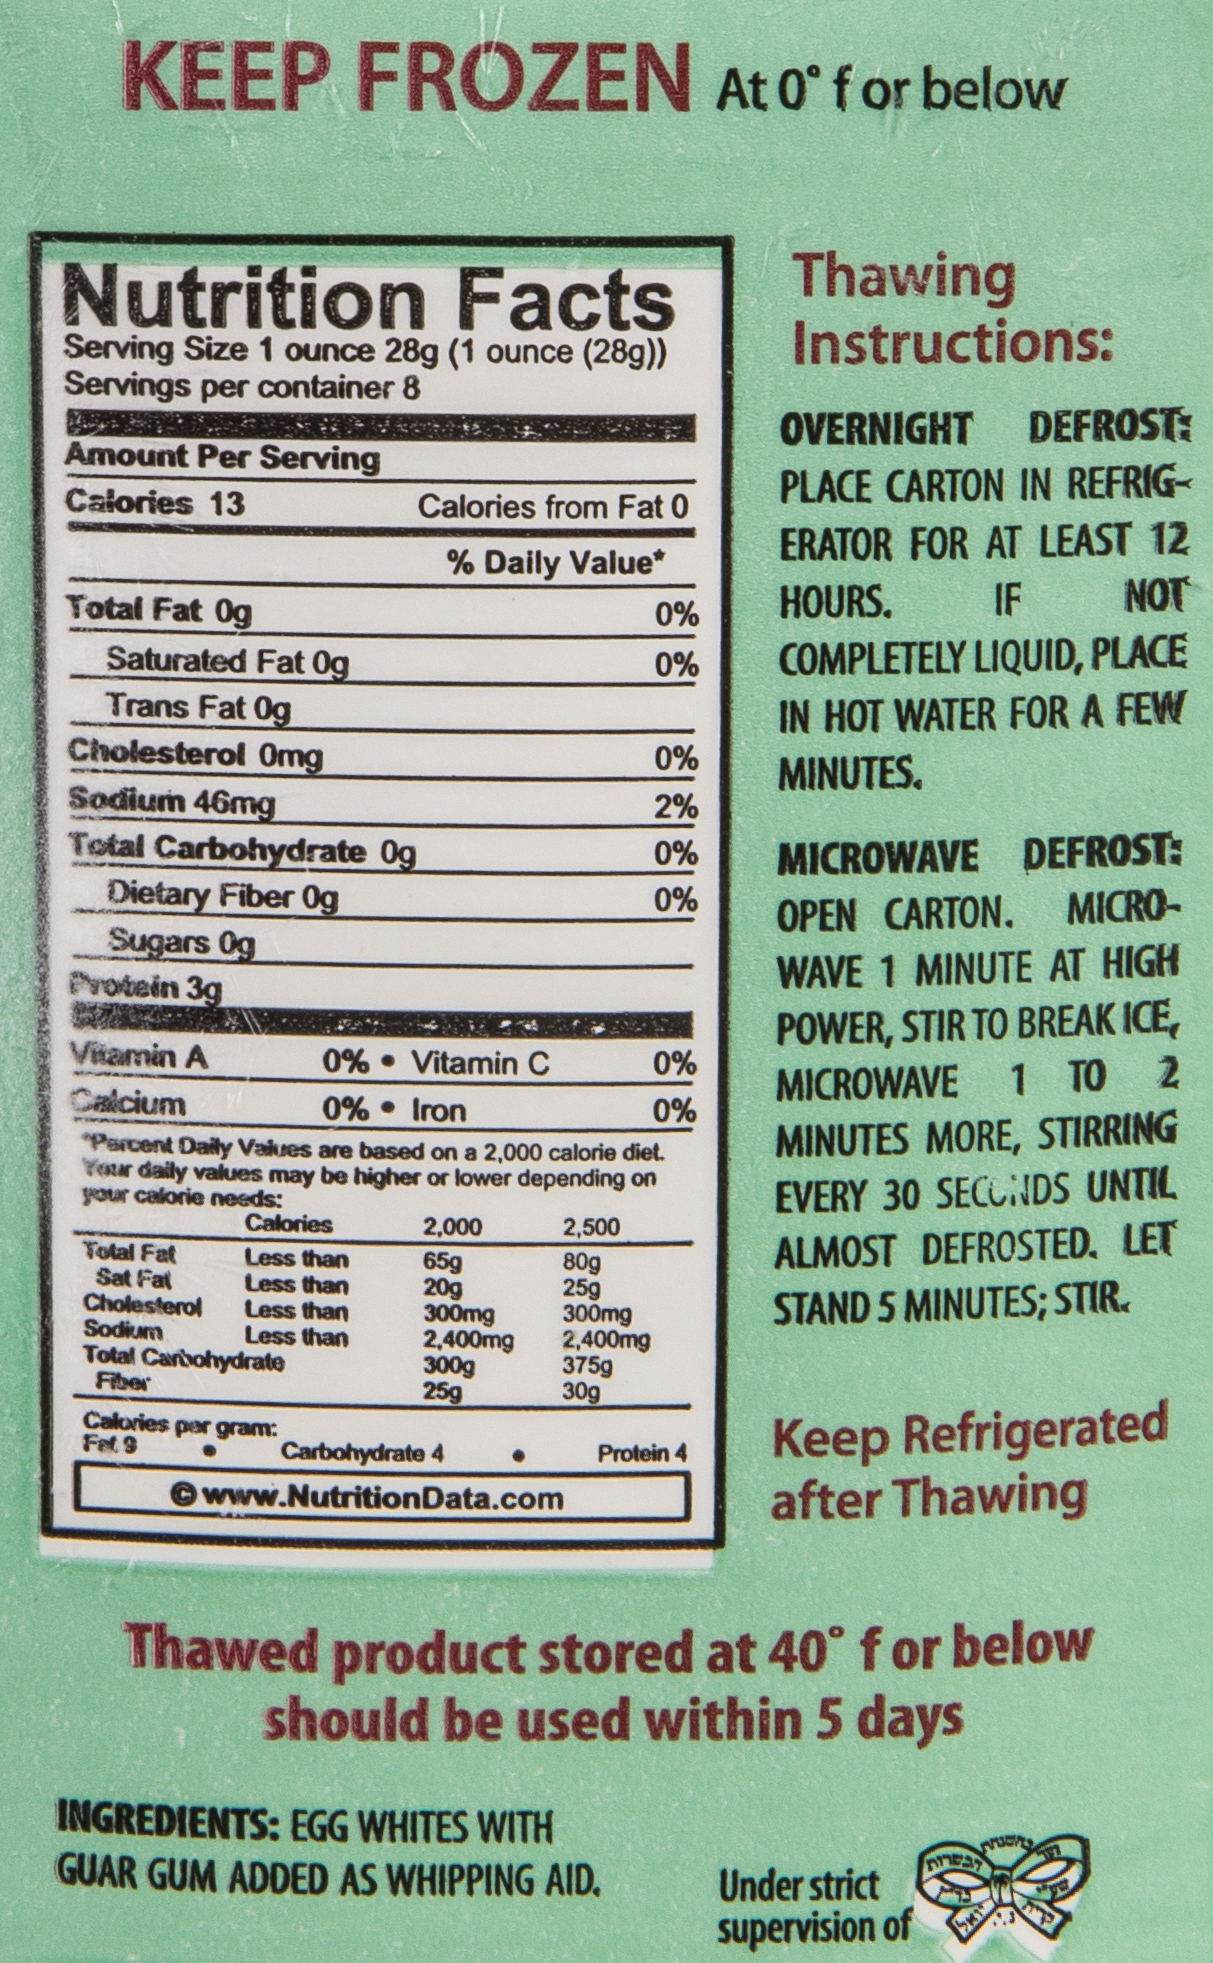 KEEP FROZEN At 0° f or below
Nutrition Facts
Serving Size 1 ounce 28g (1 ounce (28g))
Servings per container 8
Amount Per Serving
Calories 13 Calories from Fat 0
% Daily Value*
Total Fat 0g 0%
Saturated Fat 0g 0%
Trans Fat 0g
Cholesterol 0mg 0%
Sodium 46mg 2%
Total Carbohydrate 0g 0%
Dietary Fiber 0g 0%
Sugars 0g
Protein 3g
Vitamin A 0% • Vitamin C 0%
Calcium 0% • Iron 0%
*Percent Daily Values are based on a 2,000 calorie diet.
Your daily values may be higher or lower depending on
your calorie needs:
Calories 2,000 2,500
Total Fat Less than 65g 80g
Sat Fat Less than 20g 25g
Cholesterol Less than 300mg 300mg
Sodium Less than 2,400mg 2,400mg
Total Carbohydrate 300g 375g
Fiber 25g 30g
Calories per gram:
Fat 9 • Carbohydrate 4 • Protein 4
© www.NutritionData.com
Thawing
Instructions:
OVERNIGHT DEFROST:
PLACE CARTON IN REFRIG-
ERATOR FOR AT LEAST 12
HOURS. IF NOT
COMPLETELY LIQUID, PLACE
IN HOT WATER FOR A FEW
MINUTES.
MICROWAVE DEFROST:
OPEN CARTON. MICRO-
WAVE 1 MINUTE AT HIGH
POWER, STIR TO BREAK ICE,
MICROWAVE 1 TO 2
MINUTES MORE, STIRRING
EVERY 30 SECONDS UNTIL
ALMOST DEFROSTED. LET
STAND 5 MINUTES; STIR.
Keep Refrigerated
after Thawing
Thawed product stored at 40° f or below
should be used within 5 days
INGREDIENTS: EGG WHITES WITH
GUAR GUM ADDED AS WHIPPING AID.
Under strict
supervision of